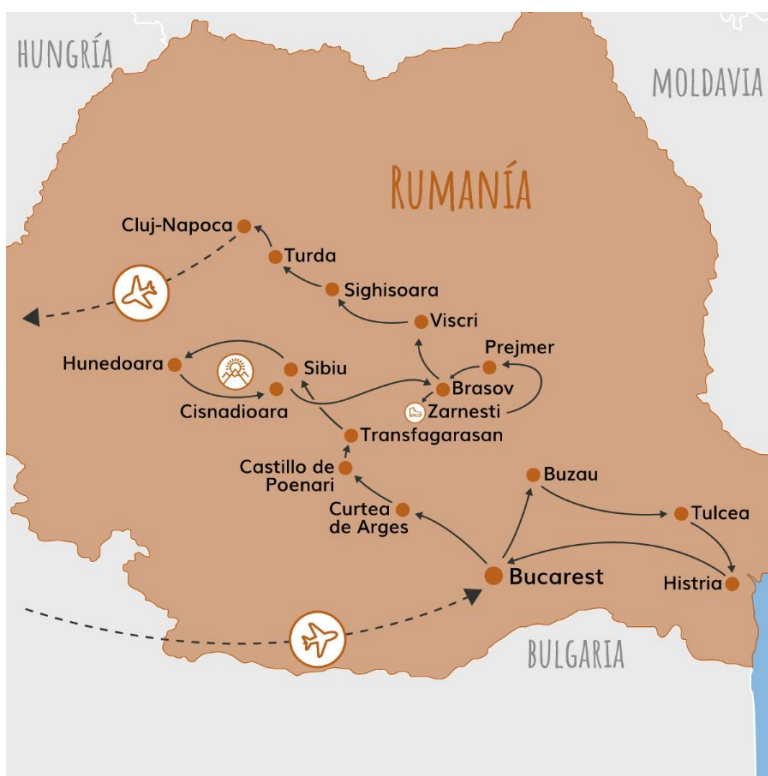 HUNGRÍA
MOLDAVIA
RUMANÍA
Cluj-Napoca
Turda
Sighisoara
Viscri
Prejmer
Hunedoara
Sibiu
Brasov
Cisnadioara
Zarnesti
Transfagarasan
Castillo de
Poenari
Buzau
Curtea
de Arges
Tulcea
Bucarest
Histria
BULGARIA